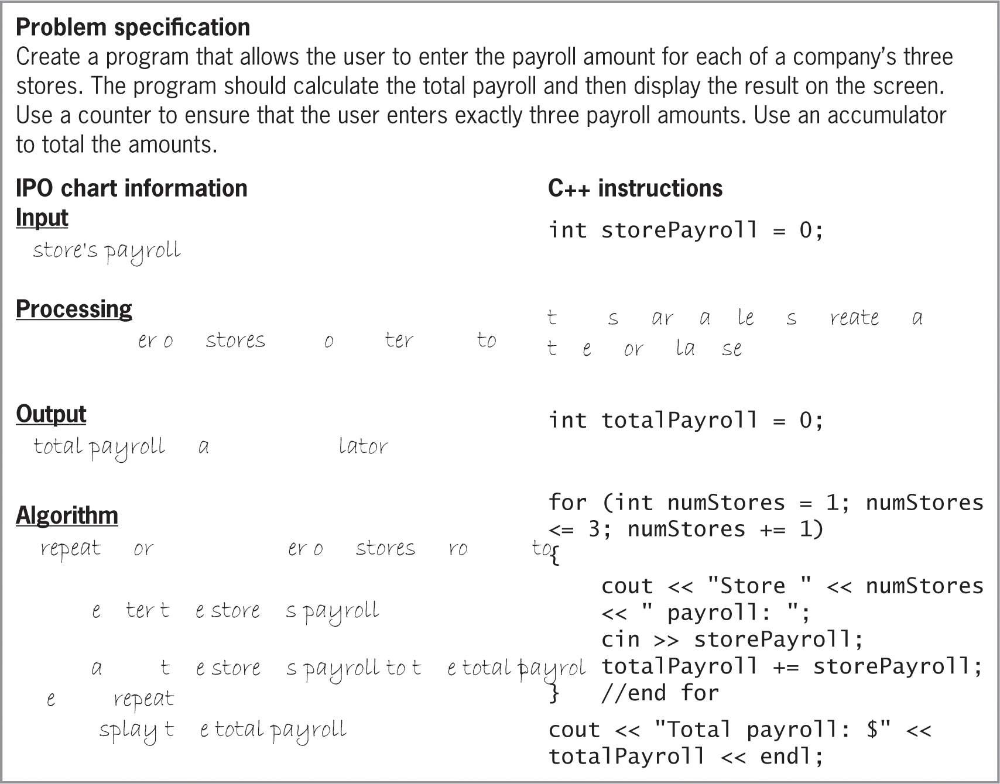 Problem specification
Create a program that allows the user to enter the payroll amount for each of a company's three
stores. The program should calculate the total payroll and then display the result on the screen.
Use a counter to ensure that the user enters exactly three payroll amounts. Use an accumulator
to total the amounts.
IPO chart information
Input
store's payroll
Processing
er o stores o ter to
Output
total payroll a lator
Algorithm
repeat or er o stores ro to
e ter t e store s payroll
a t e store s payroll to t e total payrol
e repeat
splay t e total payroll
C++ instructions
int storePayroll = 0;
t s ar a le s reate a
t e or la se
int totalPayroll = 0;
for (int numStores = 1; numStores
<= 3; numStores += 1)
{
cout << "Store " << numStores
<< " payroll: ";
cin >> storePayroll;
totalPayroll += storePayroll;
} //end for
cout << "Total payroll: $" <<
totalPayroll << endl;